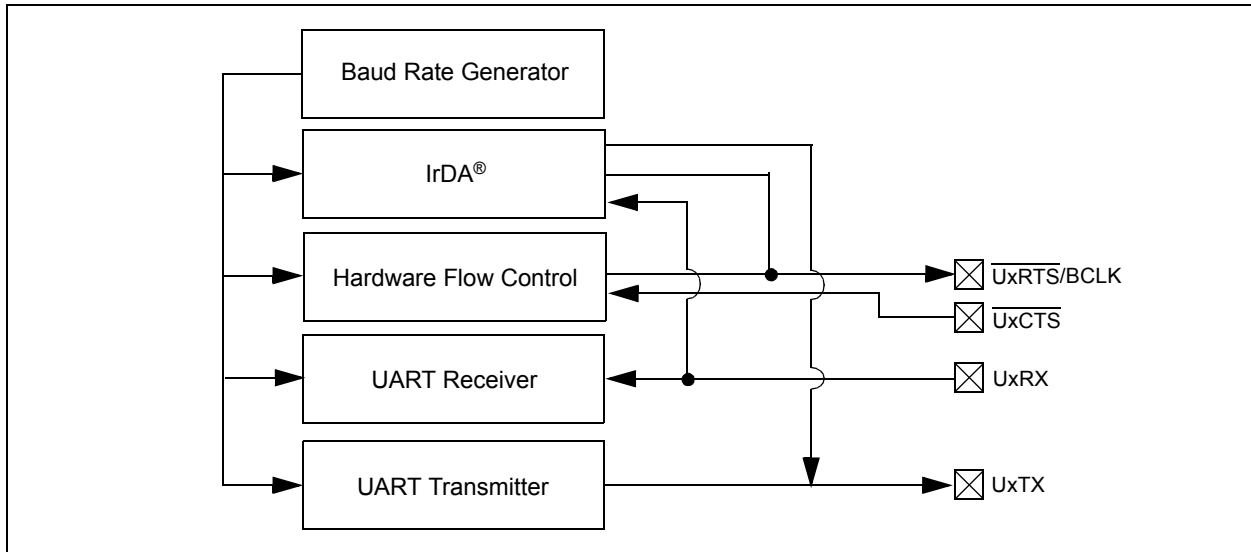 Baud Rate Generator
IrDA®
Hardware Flow Control
UxRTS/BCLK
UxCTS
UART Receiver
UxRX
UART Transmitter
UxTX